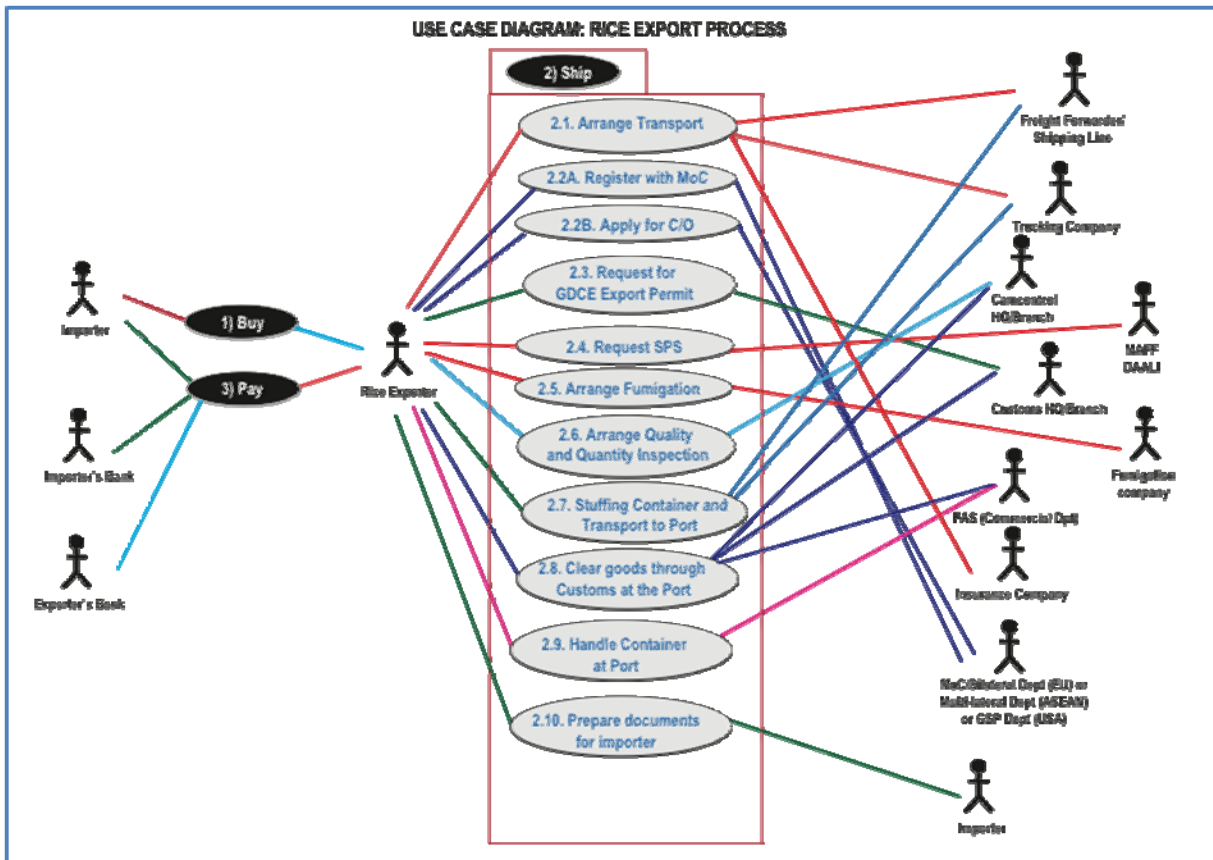 USE CASE DIAGRAM: RICE EXPORT PROCESS
2) Ship
2.1. Arrange Transport
2.2A. Register with MoC
2.2B. Apply for C/O
2.3. Request for
GDCE Export Permit
2.4. Request SPS
2.5. Arrange Fumigation
2.6. Arrange Quality
and Quantity Inspection
2.7. Stuffing Container and
Transport to Port
2.8. Clear goods through
Customs at the Port
2.9. Handle Container
at Port
2.10. Prepare documents
for importer
Importer
1) Buy
3) Pay
Rice Exporter
Importer's Bank
Exporter's Bank
Freight Forwarder/
Shipping Line
Trucking Company
Camcontrol
HQ/Branch
MAFF
DAALI
Customs HQ/Branch
Fumigation
company
PAS (Commercial Dpt)
Insurance Company
MoC/Bilateral Dept (EU) or
Multi-lateral Dept (ASEAN)
or GSP Dept (USA)
Importer